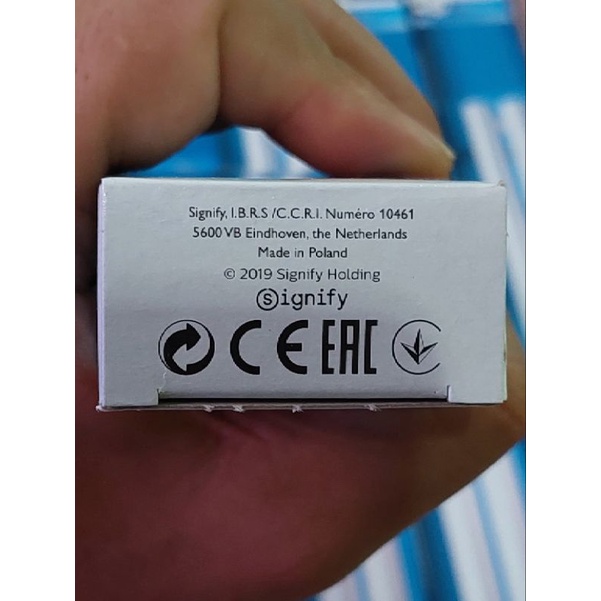 Signify, I.B.R.S /C.C.R.I. Numéro 10461
5600 VB Eindhoven, the Netherlands
Made in Poland
© 2019 Signify Holding
Signify
CE EAC